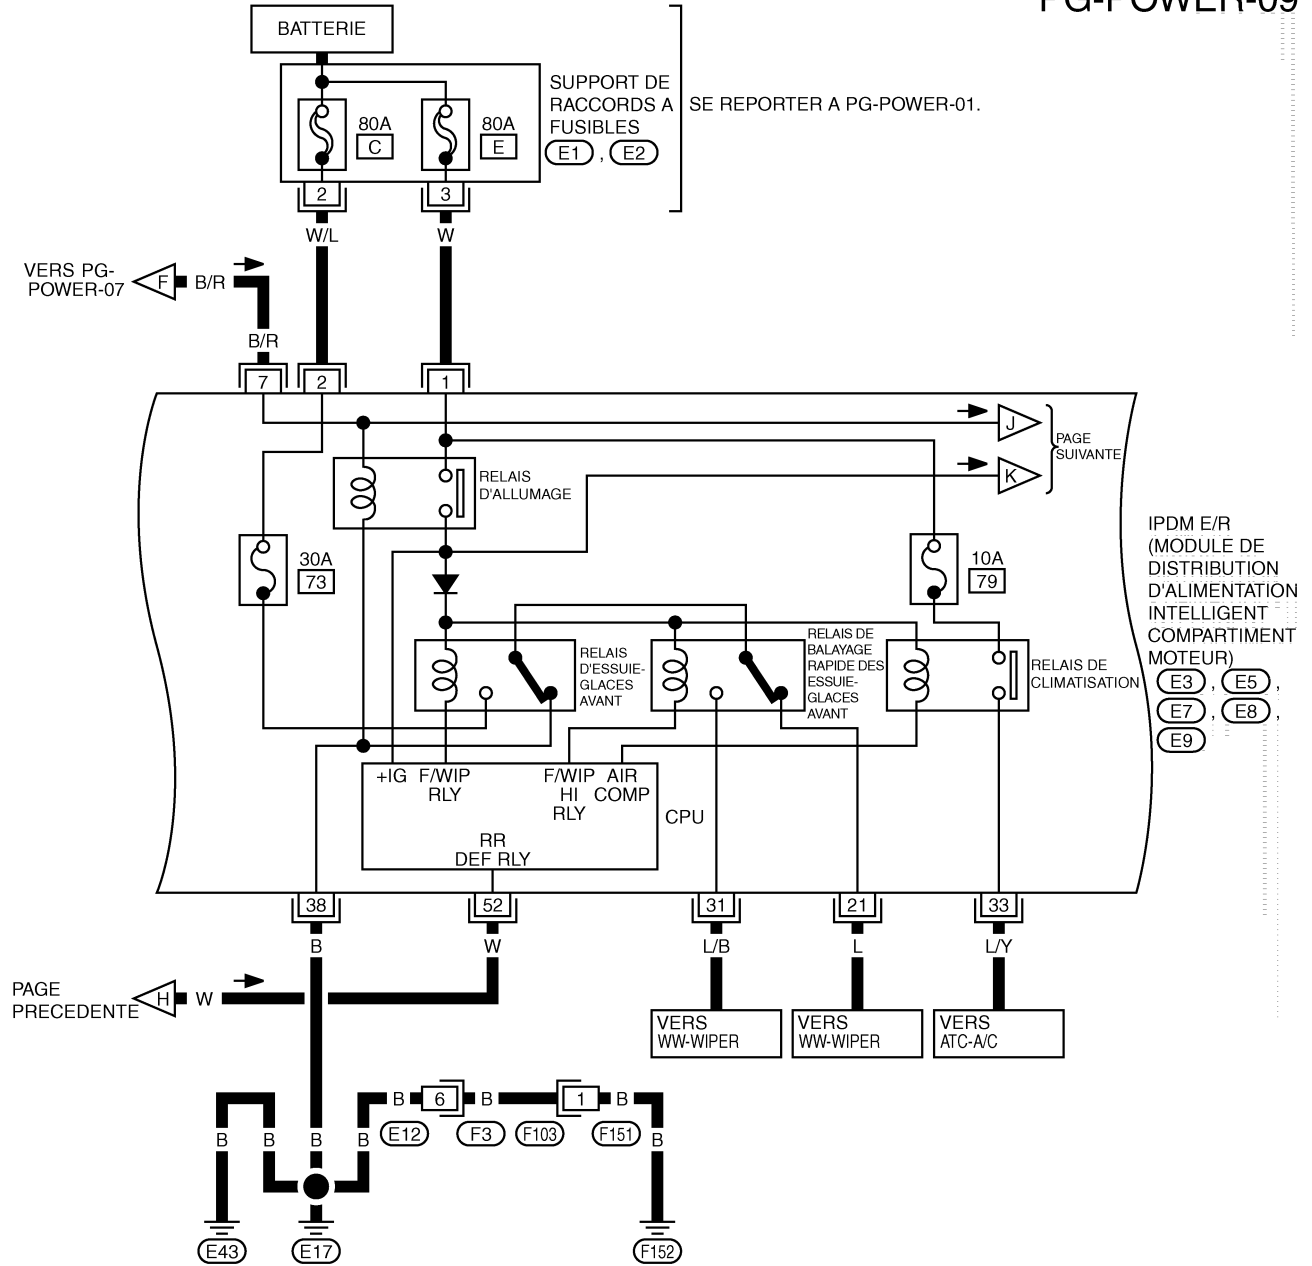 PG-POWER-09
BATTERIE
80A
C
80A
E
SUPPORT DE
RACCORDS A
FUSIBLES
E1 , E2
SE REPORTER A PG-POWER-01.
2
3
W/L
W
VERS PG-
POWER-07
F
B/R
B/R
7
2
1
J
K
PAGE
SUIVANTE
RELAIS
D'ALLUMAGE
30A
73
10A
79
IPDM E/R
(MODULE DE
DISTRIBUTION
D'ALIMENTATION
INTELLIGENT
COMPARTIMENT
MOTEUR)
E3 , E5 ,
E7 , E8 ,
E9
RELAIS
D'ESSUIE-
GLACES
AVANT
RELAIS DE
BALAYAGE
RAPIDE DES
ESSUIE-
GLACES
AVANT
RELAIS DE
CLIMATISATION
+IG
F/WIP
RLY
F/WIP
HI
RLY
AIR
COMP
CPU
RR
DEF RLY
38
52
31
21
33
B
W
L/B
L
L/Y
PAGE
PRECEDENTE
H
W
VERS
WW-WIPER
VERS
WW-WIPER
VERS
ATC-A/C
B
6
B
1
B
E12
F3
F103
F151
B
B
B
B
B
E43
E17
F152